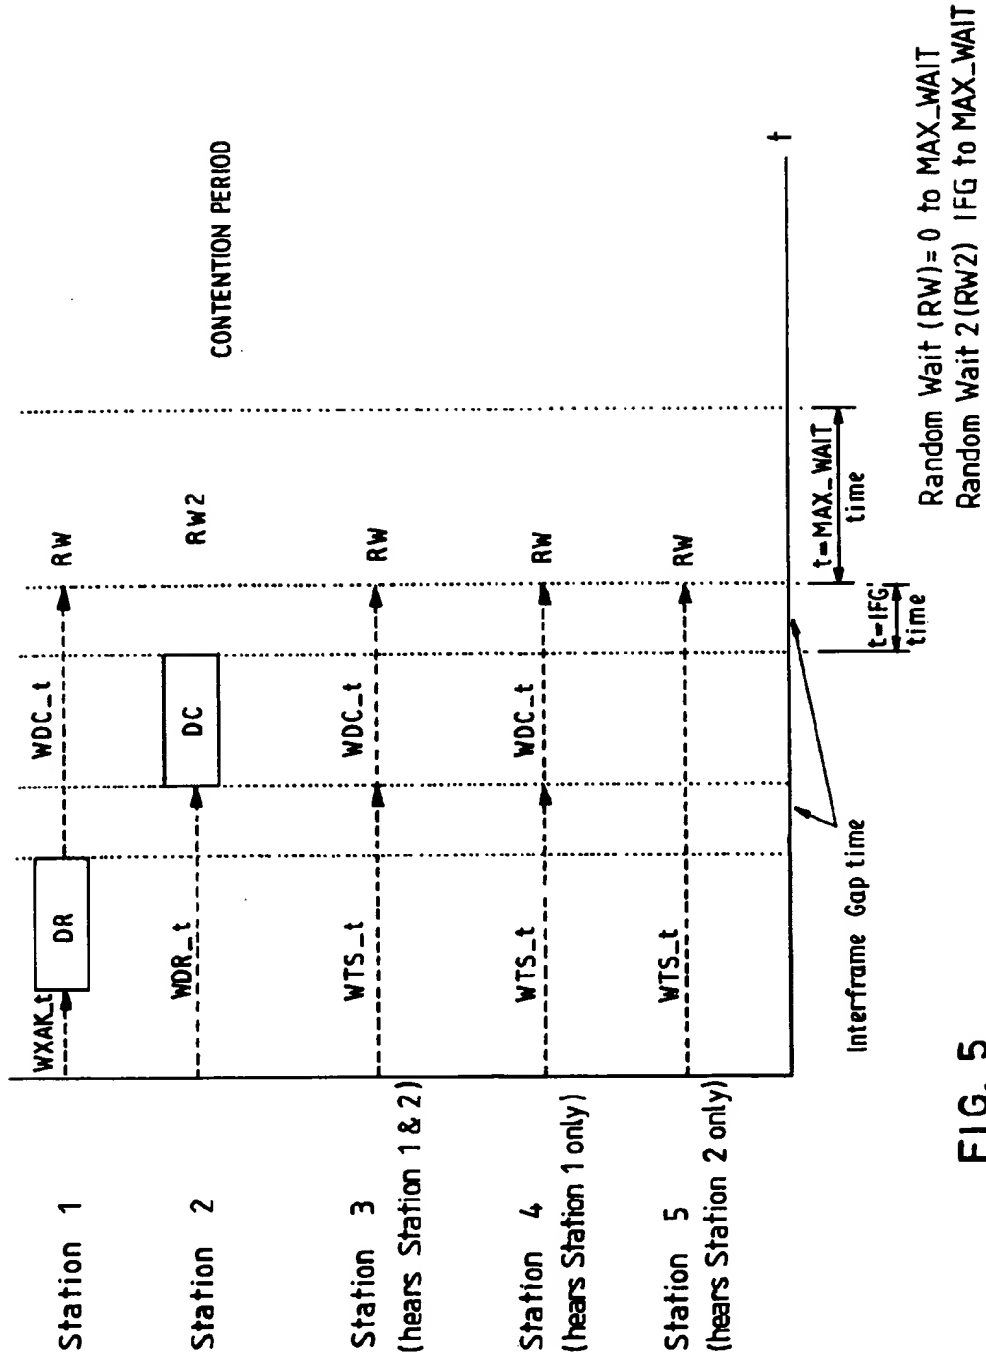 Station 1
WXAK_t
DR
WDC_t
RW
Station 2
WDR_t
DC
RW2
CONTENTION PERIOD
Station 3
(hears Station 1 & 2)
WTS_t
WDC_t
RW
Station 4
(hears Station 1 only)
WTS_t
WDC_t
RW
Station 5
(hears Station 2 only)
WTS_t
RW
t
Interframe Gap time
t=IFG
time
t=MAX_WAIT
time
Random Wait (RW)= 0 to MAX_WAIT
Random Wait 2(RW2) IFG to MAX_WAIT
FIG. 5